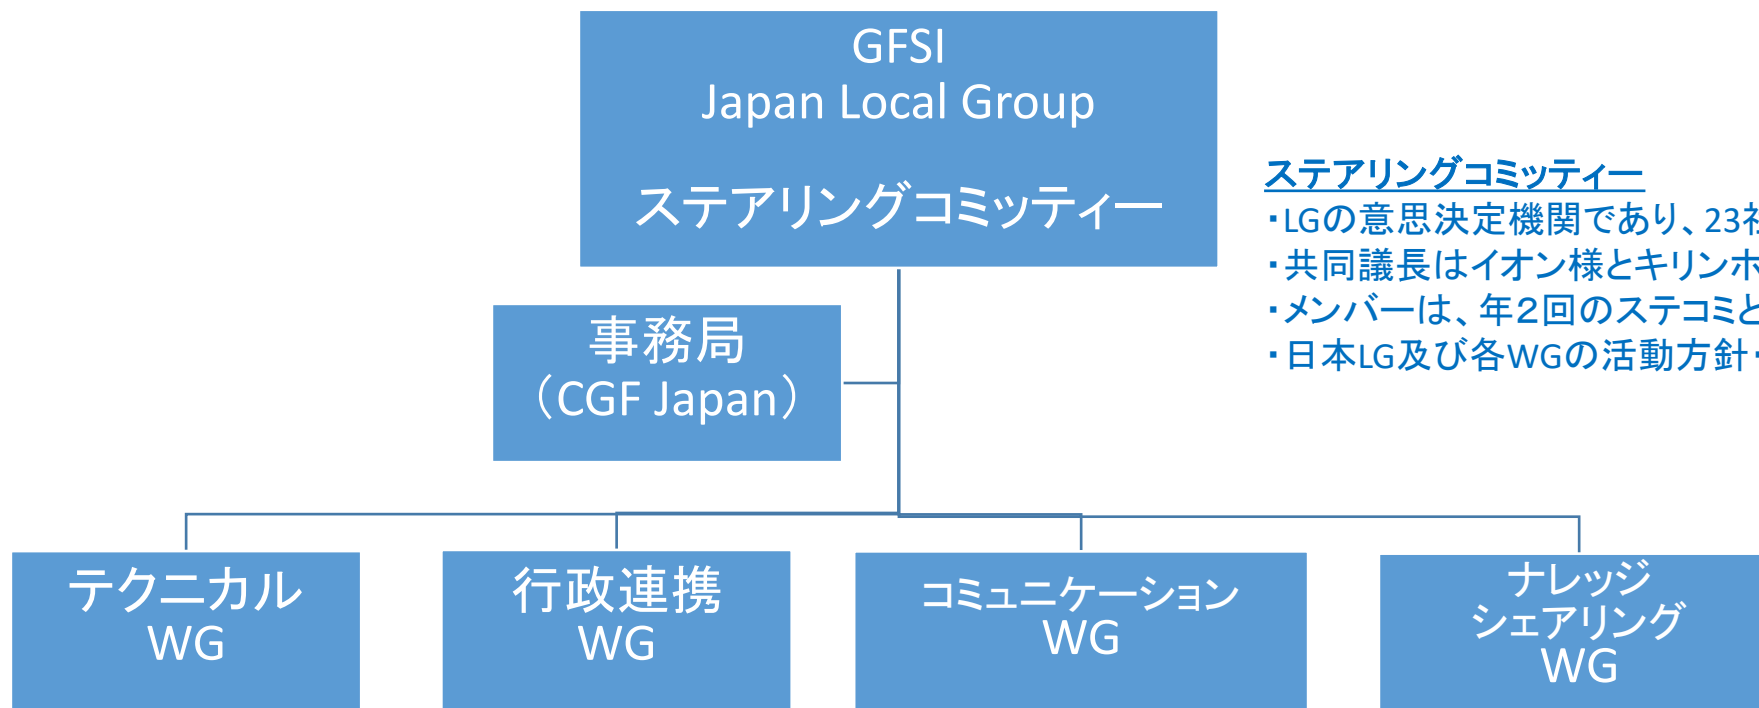 GFSI
Japan Local Group
ステアリングコミッティー
ステアリングコミッティー
・LGの意思決定機関であり、23社
・共同議長はイオン様とキリンホ
・メンバーは、年２回のステコミと
・日本LG及び各WGの活動方針・
事務局
（CGF Japan）
テクニカル
WG
行政連携
WG
コミュニケーション
WG
ナレッジ
シェアリング
WG